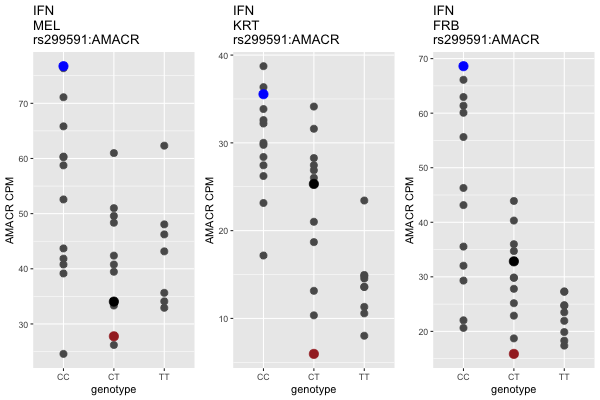 IFN
MEL
rs299591:AMACR
AMACR CPM
70
60
50
40
30
CC CT TT
genotype
IFN
KRT
rs299591:AMACR
AMACR CPM
40
30
20
10
CC CT TT
genotype
IFN
FRB
rs299591:AMACR
AMACR CPM
70
60
50
40
30
20
CC CT TT
genotype